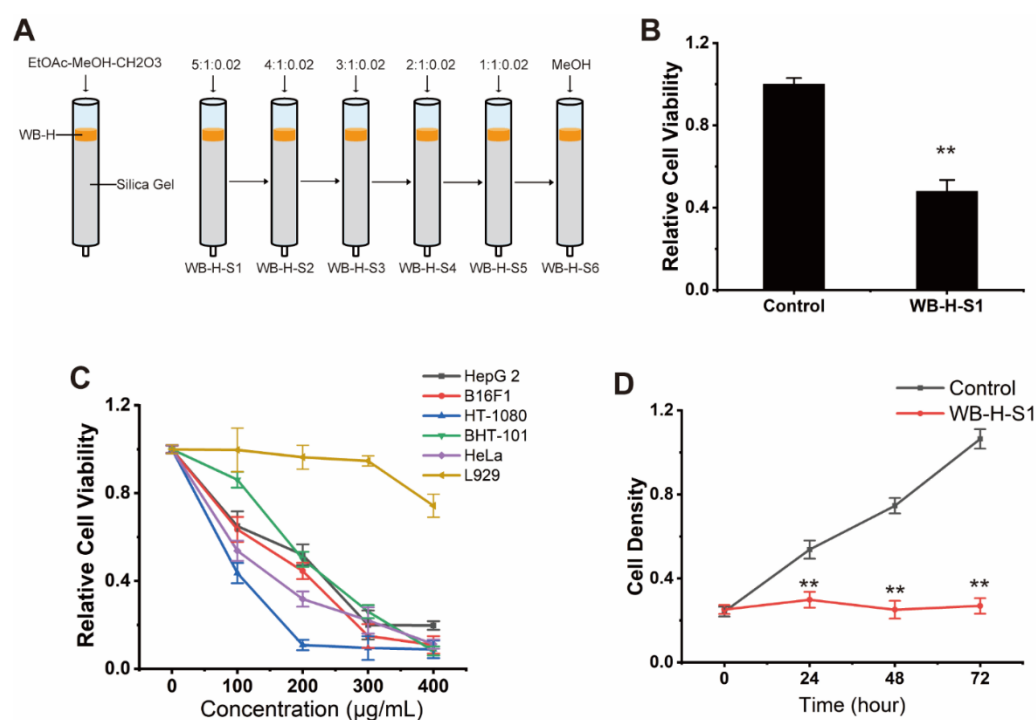 A
EtOAc-MeOH-CH2O3
5:1:0.02 4:1:0.02 3:1:0.02 2:1:0.02 1:1:0.02 MeOH
WB-H
Silica Gel
WB-H-S1 WB-H-S2 WB-H-S3 WB-H-S4 WB-H-S5 WB-H-S6
B
Relative Cell Viability
1.2
0.8
0.4
0.0
**
Control WB-H-S1
C
HepG 2
B16F1
HT-1080
BHT-101
HeLa
L929
Relative Cell Viability
1.2
0.8
0.4
0.0
0 100 200 300 400
Concentration (µg/mL)
D
Control
WB-H-S1
Cell Density
1.2
0.8
0.4
0.0
** ** **
0 24 48 72
Time (hour)